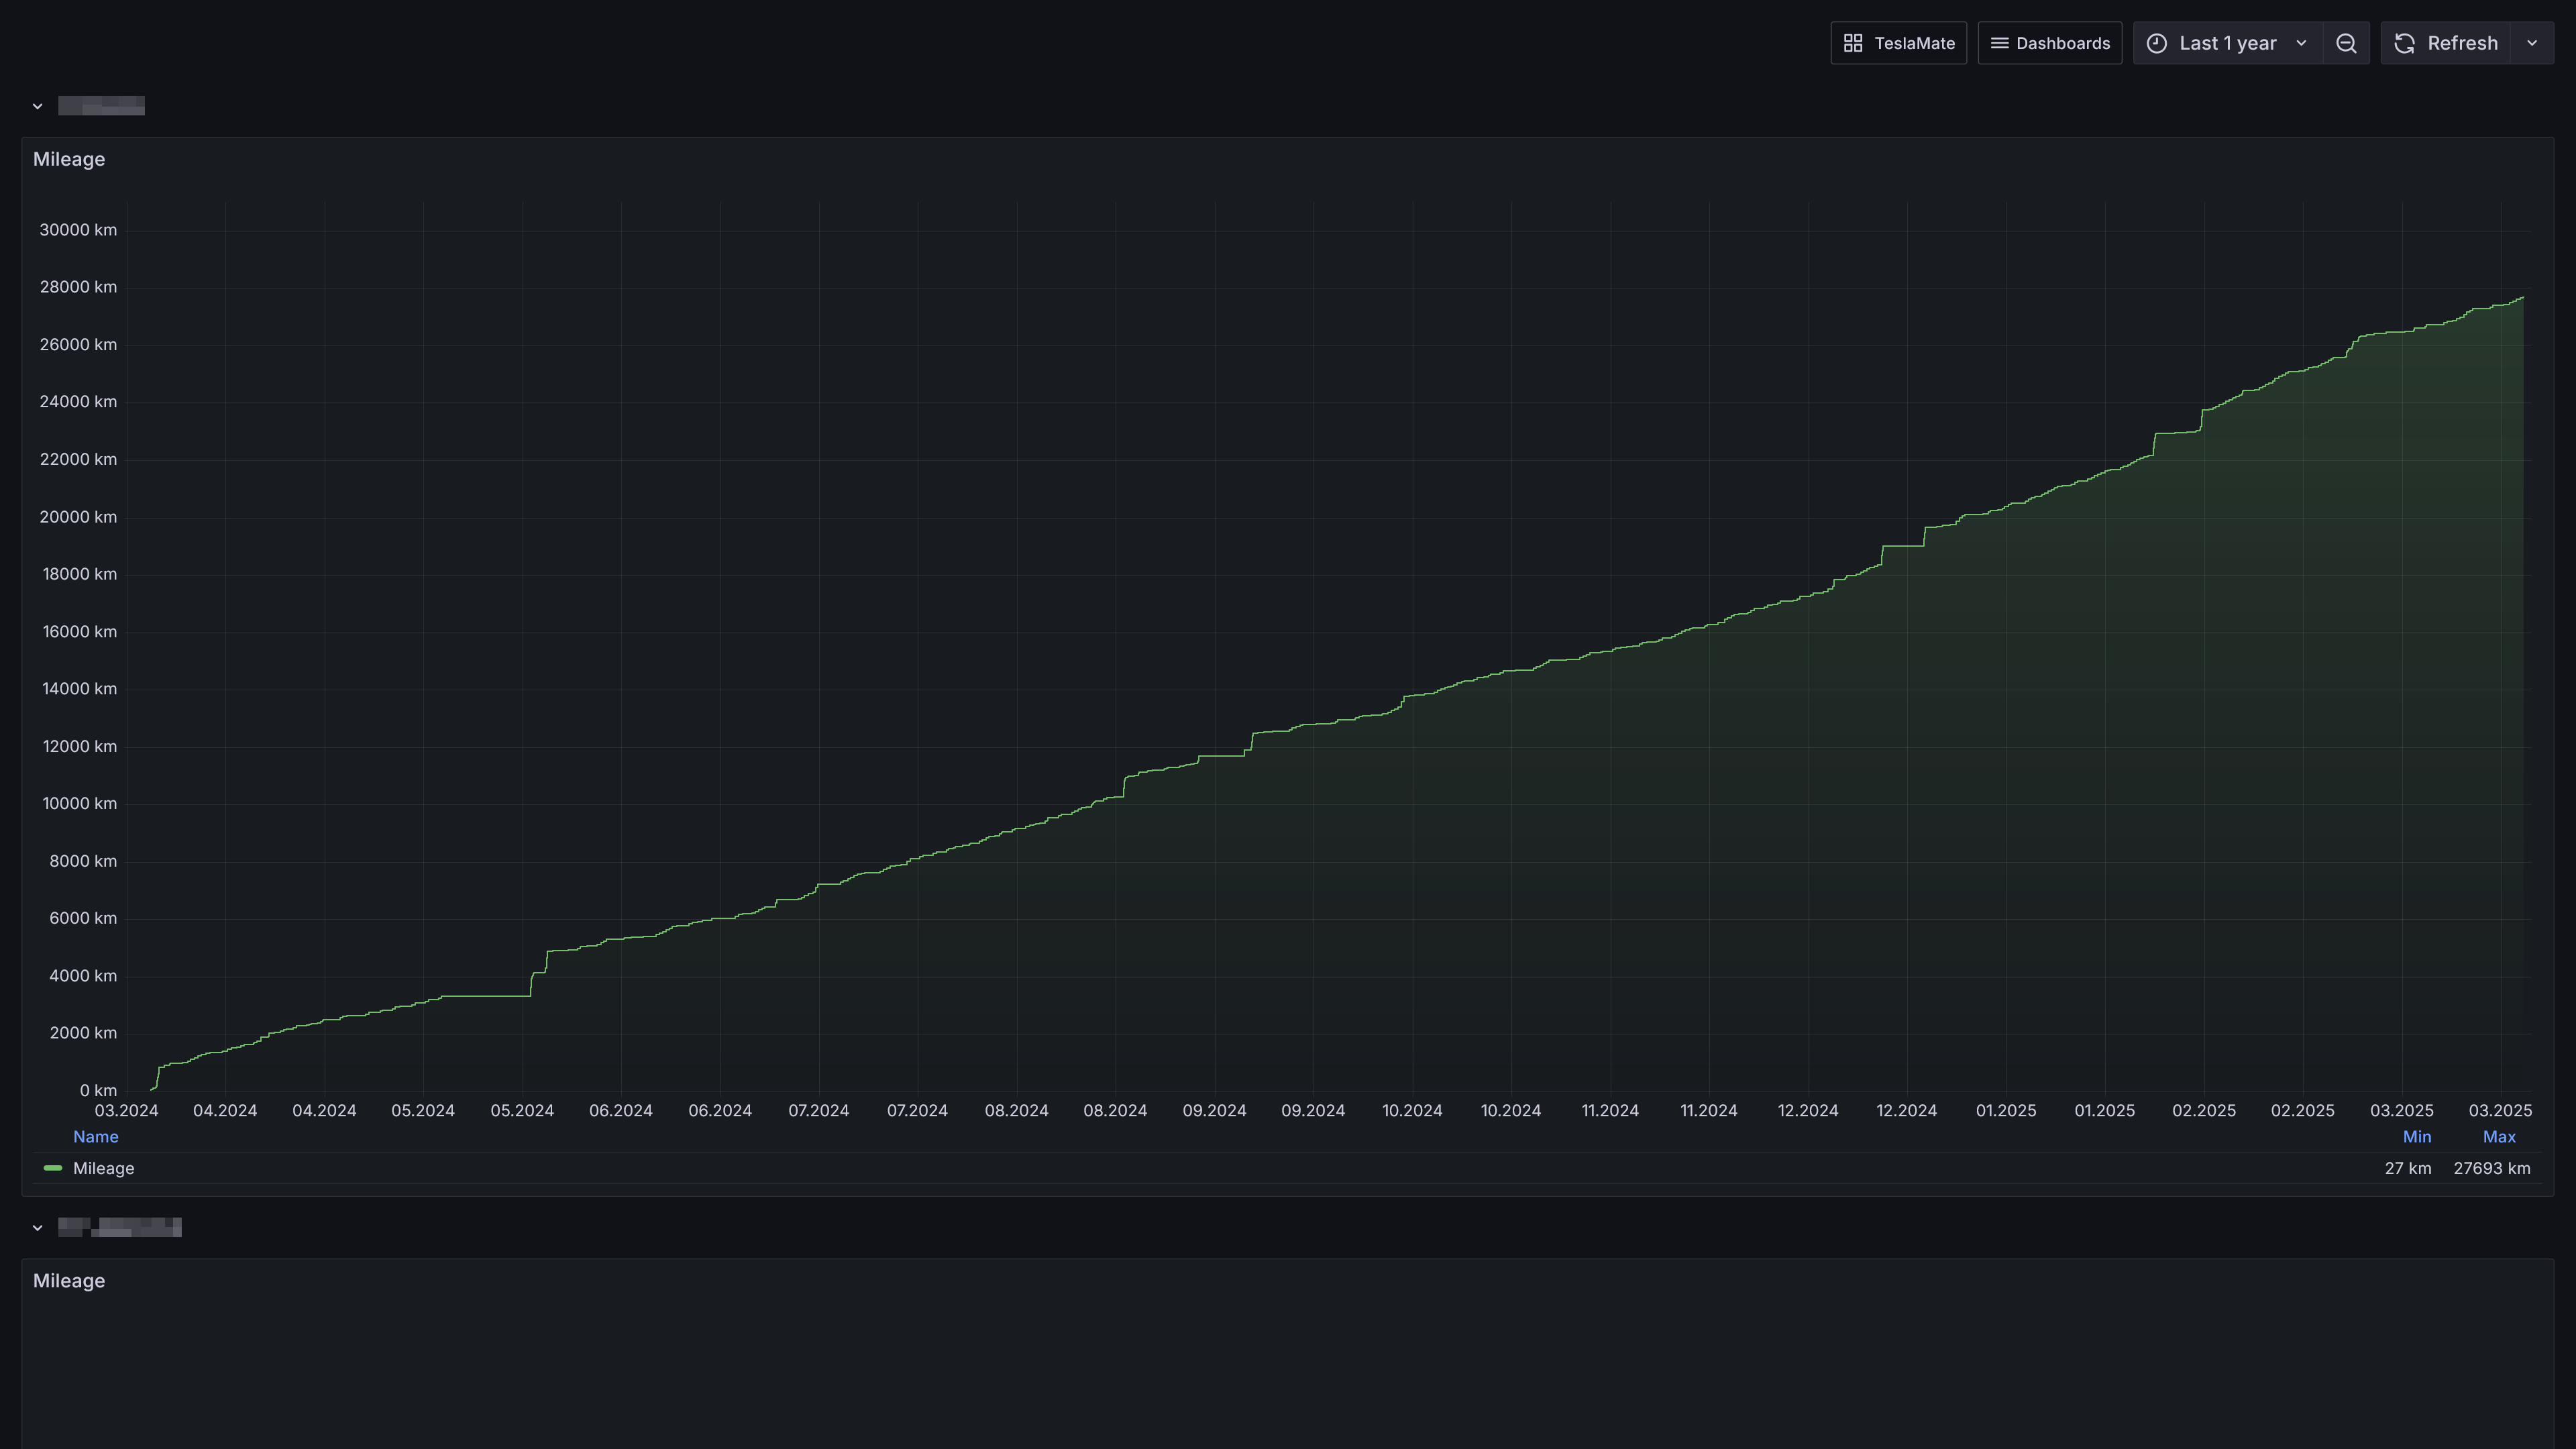 TeslaMate Dashboards Last 1 year Refresh
Mileage
30000 km
28000 km
26000 km
24000 km
22000 km
20000 km
18000 km
16000 km
14000 km
12000 km
10000 km
8000 km
6000 km
4000 km
2000 km
0 km
03.2024 04.2024 04.2024 05.2024 05.2024 06.2024 06.2024 07.2024 07.2024 08.2024 08.2024 09.2024 09.2024 10.2024 10.2024 11.2024 11.2024 12.2024 12.2024 01.2025 01.2025 02.2025 02.2025 03.2025 03.2025
Name Min Max
Mileage 27 km 27693 km
Mileage